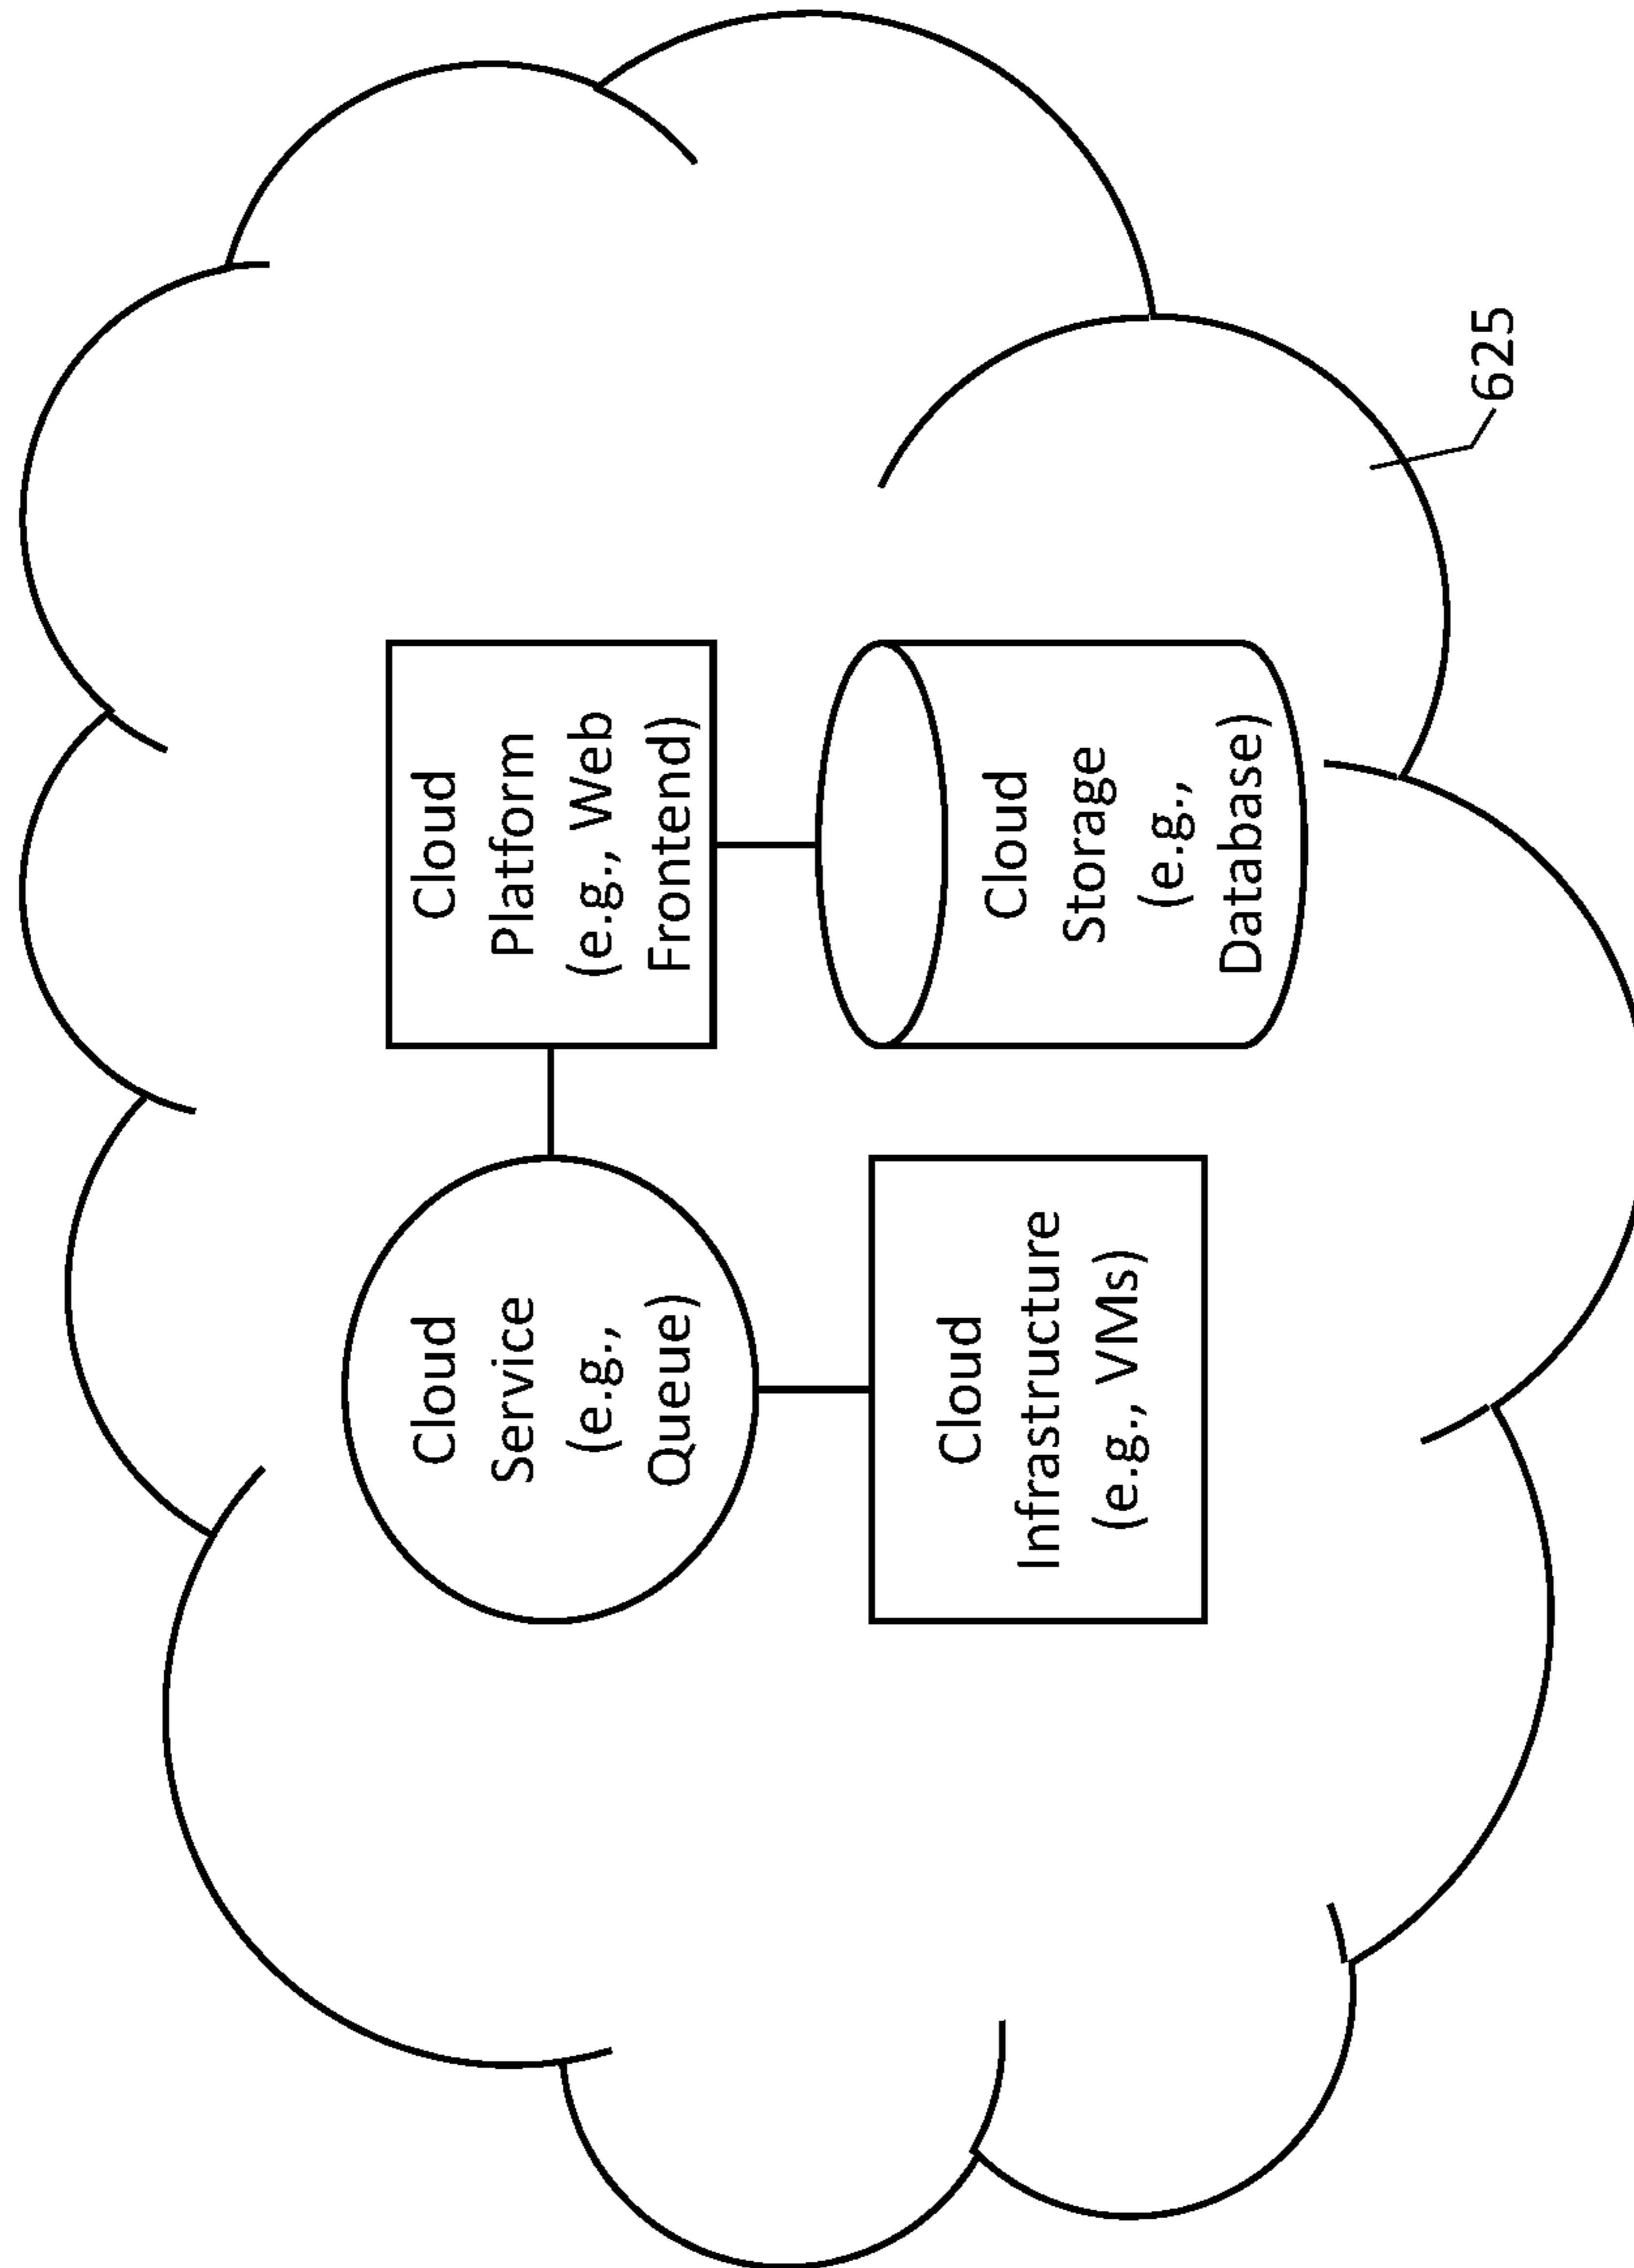 Cloud
Service
(e.g.,
Queue)
Cloud
Platform
(e.g., Web
Frontend)
Cloud
Infrastructure
(e.g., VMs)
Cloud
Storage
(e.g.,
Database)
625